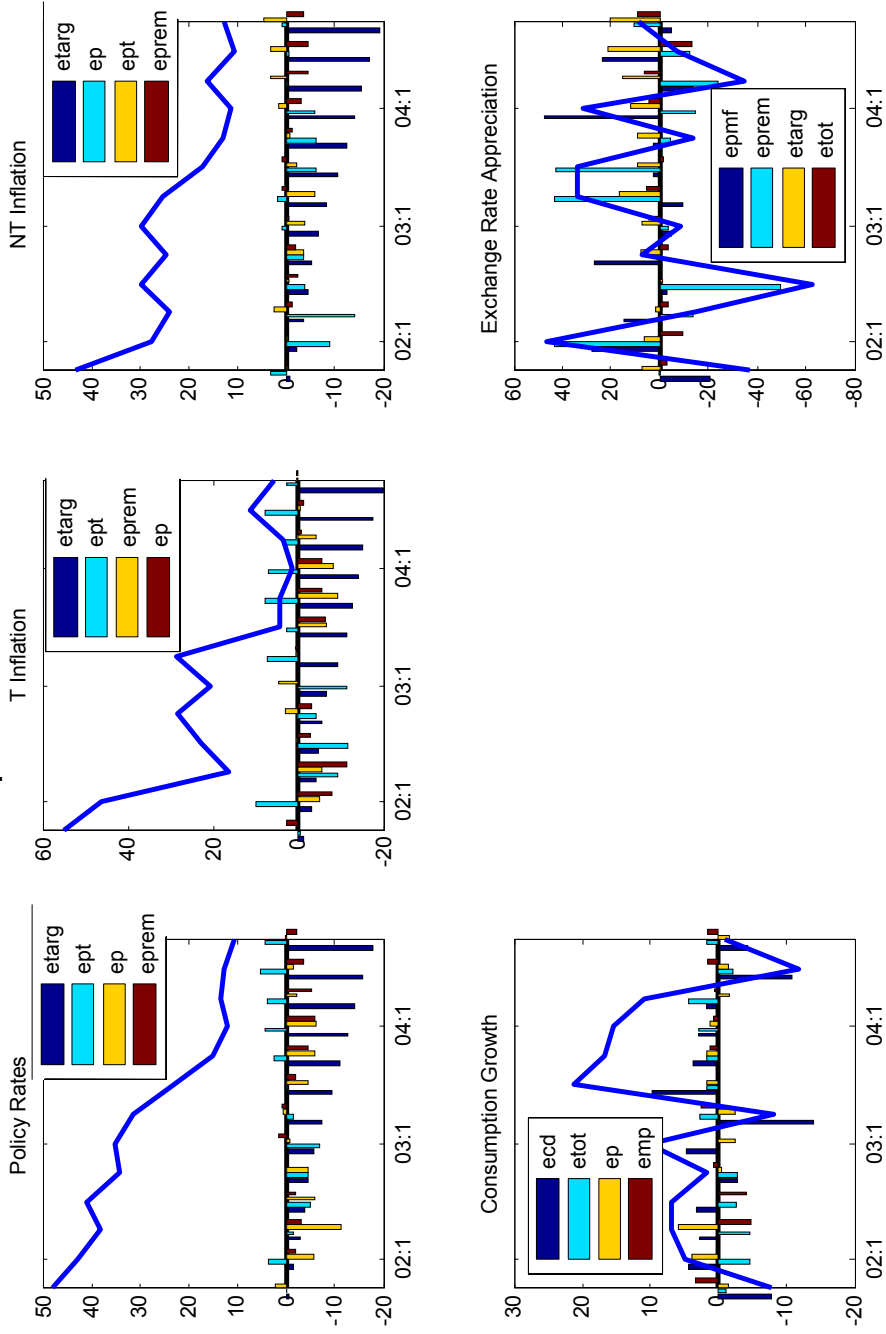 Policy Rates
50
40
30
20
10
0
-10
-20
02:1
03:1
04:1
etarg
ept
ep
eprem
T Inflation
60
40
20
0
-20
02:1
03:1
04:1
etarg
ept
eprem
ep
NT Inflation
50
40
30
20
10
0
-10
-20
02:1
03:1
04:1
etarg
ep
ept
eprem
Consumption Growth
30
20
10
0
-10
-20
02:1
03:1
04:1
ecd
etot
ep
emp
Exchange Rate Appreciation
60
40
20
0
-20
-40
-60
-80
02:1
03:1
04:1
epmf
eprem
etarg
etot